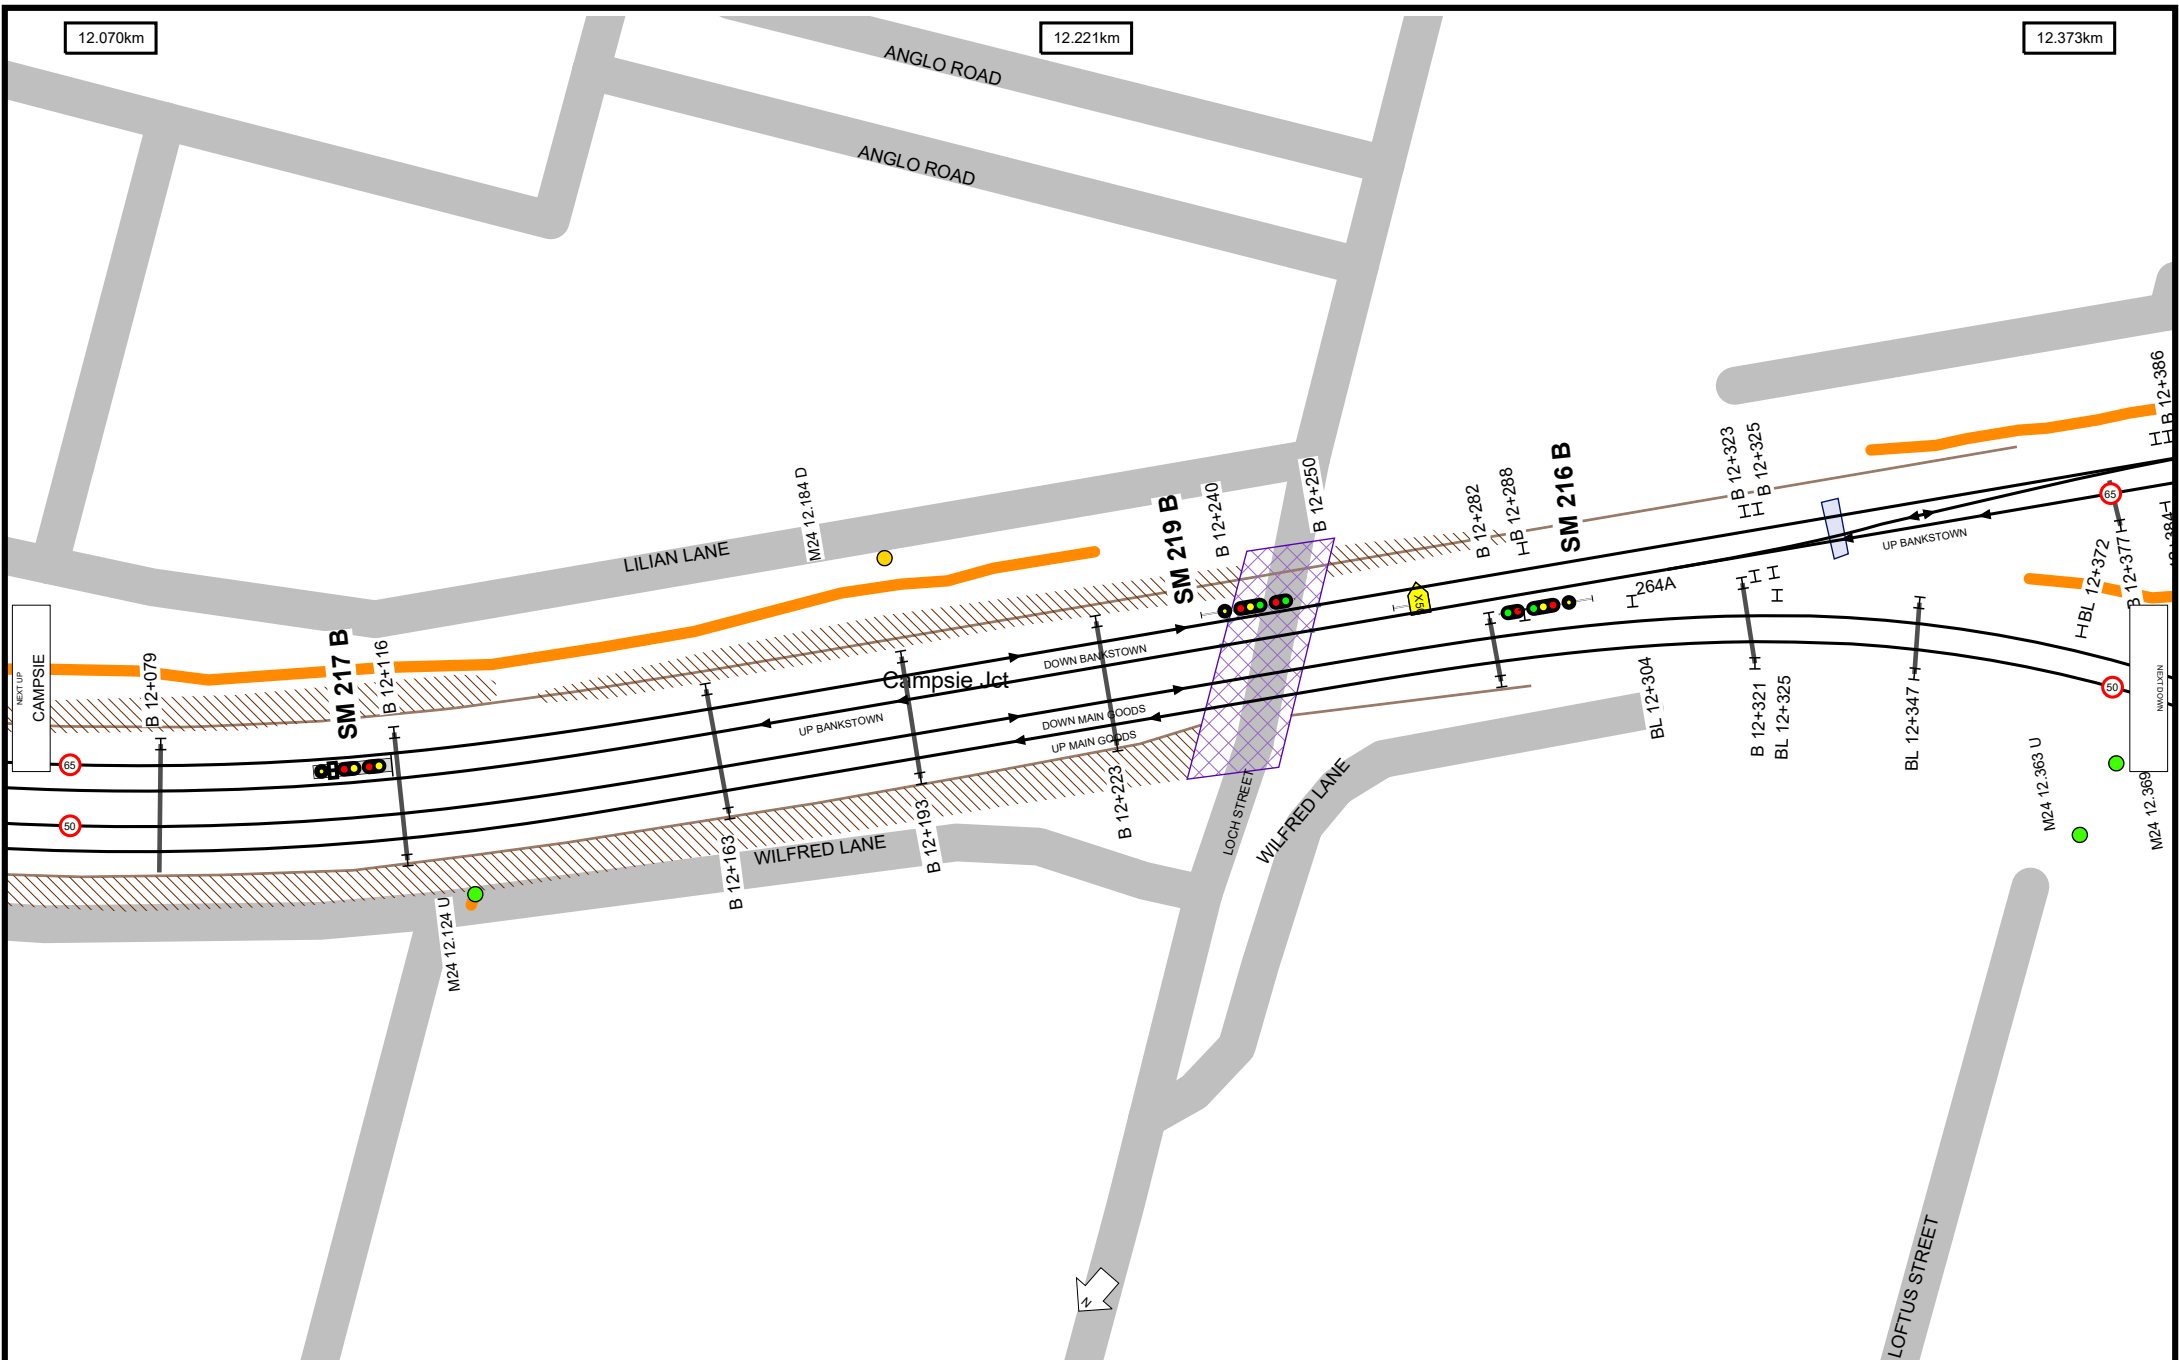 12.070km
12.221km
12.373km
ANGLO ROAD
ANGLO ROAD
LILIAN LANE
M24 12.184 D
SM 219 B
B 12+240
B 12+250
B 12+282
B 12+288
SM 216 B
B 12+323
B 12+325
B 12+386
65
UP BANKSTOWN
264A
BL 12+372
B 12+377
NEXT UP
CAMPSIE
B 12+079
SM 217 B
B 12+116
65
50
Campsie Jct
DOWN BANKSTOWN
UP BANKSTOWN
DOWN MAIN GOODS
UP MAIN GOODS
X5
B 12+163
B 12+193
B 12+223
WILFRED LANE
LOCH STREET
WILFRED LANE
BL 12+304
B 12+321
BL 12+325
BL 12+347
50
NEXT DOWN
M24 12.363 U
M24 12.369
M24 12.124 U
N
LOFTUS STREET